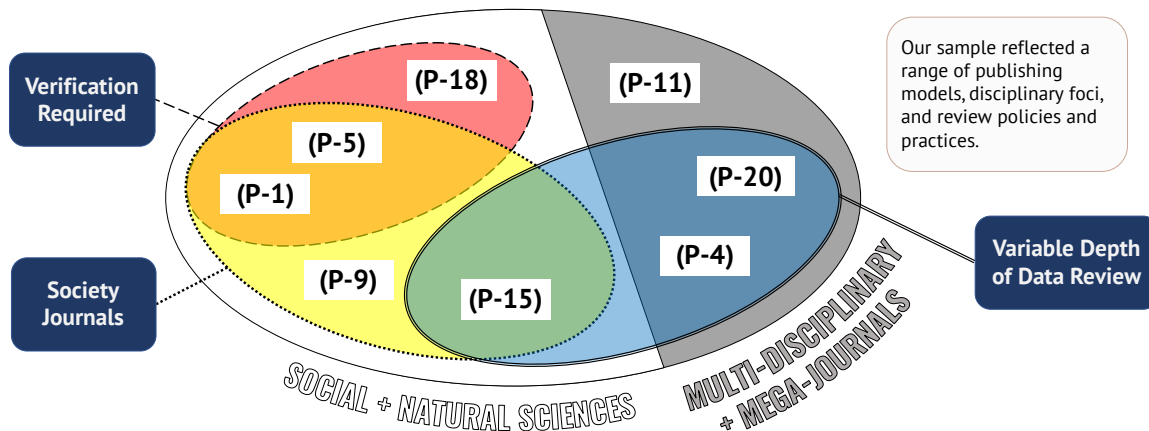 Verification
Required
Society
Journals
(P-18)
(P-5)
(P-1)
(P-9)
(P-15)
(P-11)
(P-20)
(P-4)
Our sample reflected a
range of publishing
models, disciplinary foci,
and review policies and
practices.
Variable Depth
of Data Review
SOCIAL + NATURAL SCIENCES
MULTI-DISCIPLINARY
+ MEGA-JOURNALS